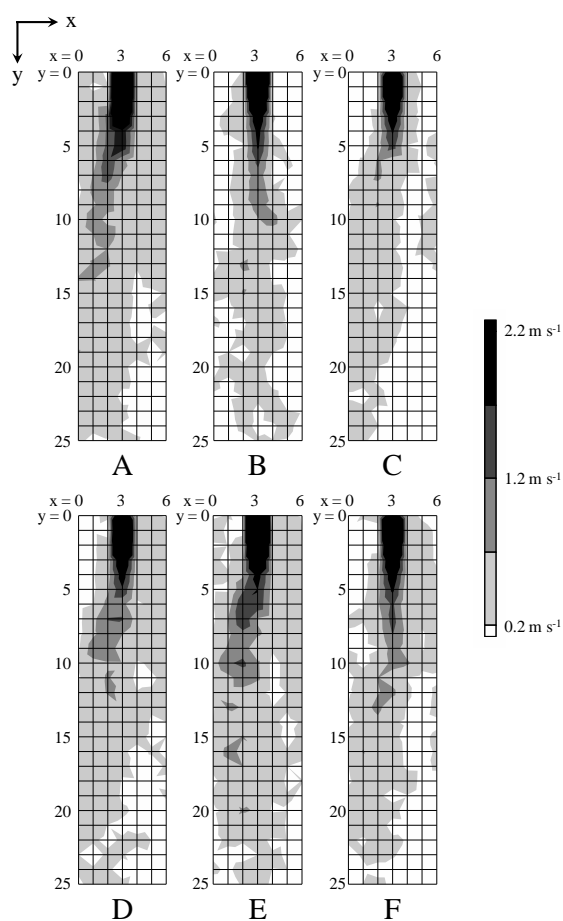 x
y
x = 0 3 6 x = 0 3 6 x = 0 3 6
y = 0 0 0
5 5 5
10 10 10
15 15 15
20 20 20
25 25 25
A B C
2.2 m s⁻¹
1.2 m s⁻¹
0.2 m s⁻¹
x = 0 3 6 x = 0 3 6 x = 0 3 6
y = 0 y = 0 y = 0
5 5 5
10 10 10
15 15 15
20 20 20
25 25 25
D E F